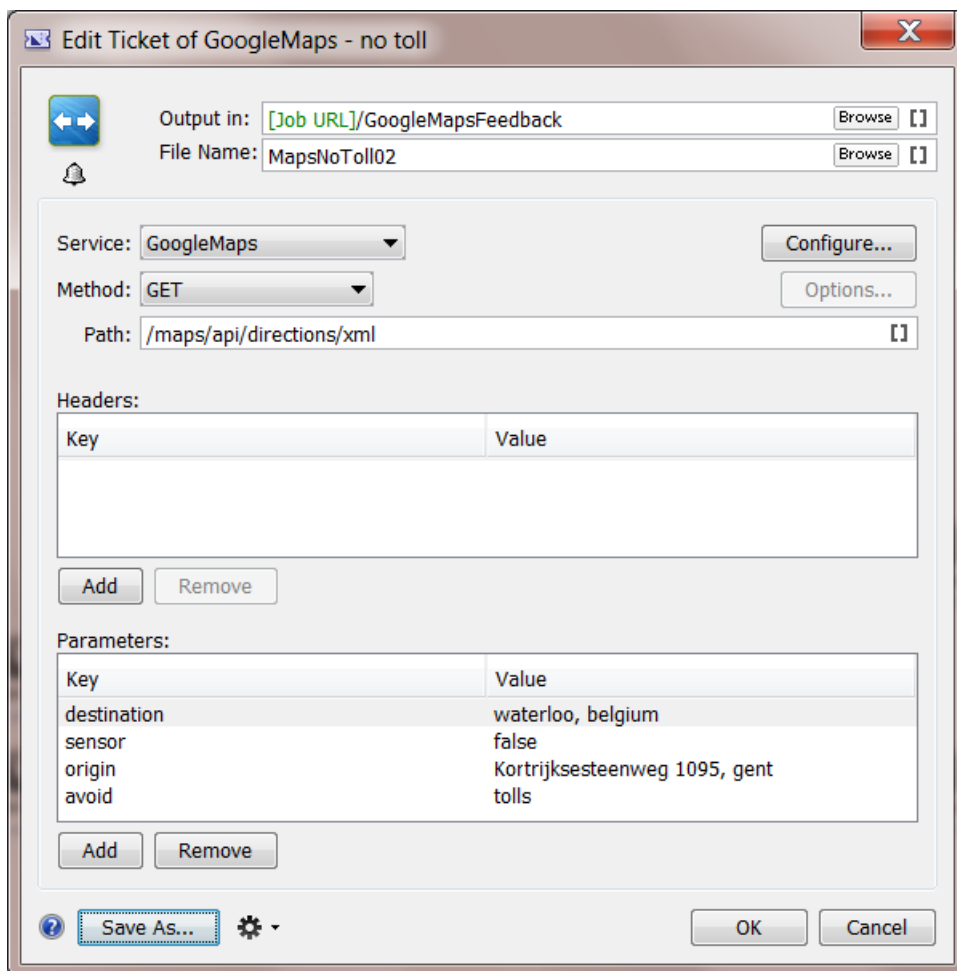 Edit Ticket of GoogleMaps - no toll
X
Output in: [Job URL]/GoogleMapsFeedback Browse []
File Name: MapsNoToll02 Browse []
Service: GoogleMaps Configure...
Method: GET Options...
Path: /maps/api/directions/xml []
Headers:
Key Value
Add Remove
Parameters:
Key Value
destination waterloo, belgium
sensor false
origin Kortrijksesteenweg 1095, gent
avoid tolls
Add Remove
? Save As... OK Cancel